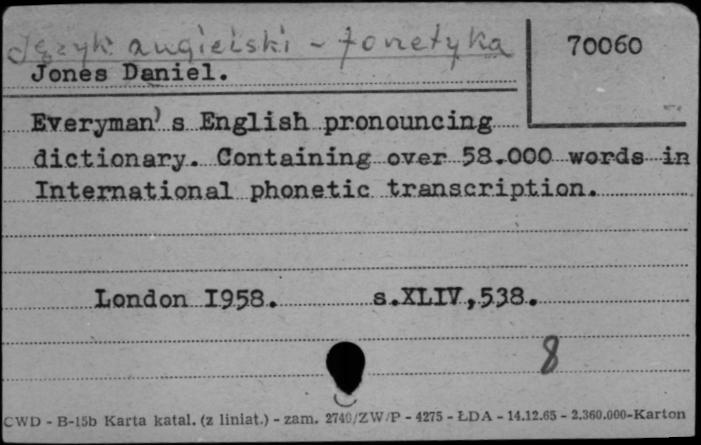 Język angielski - fonetyka
70060
Jones Daniel.
Everyman's English pronouncing
dictionary. Containing over 58.000 words in
International phonetic transcription.
London I958. s.XLIV,538.
8
CWD - B-15b Karta katal. (z liniat.) - zam. 2740/ZW/P - 4275 - ŁDA - 14.12.65 - 2.360.000-Karton